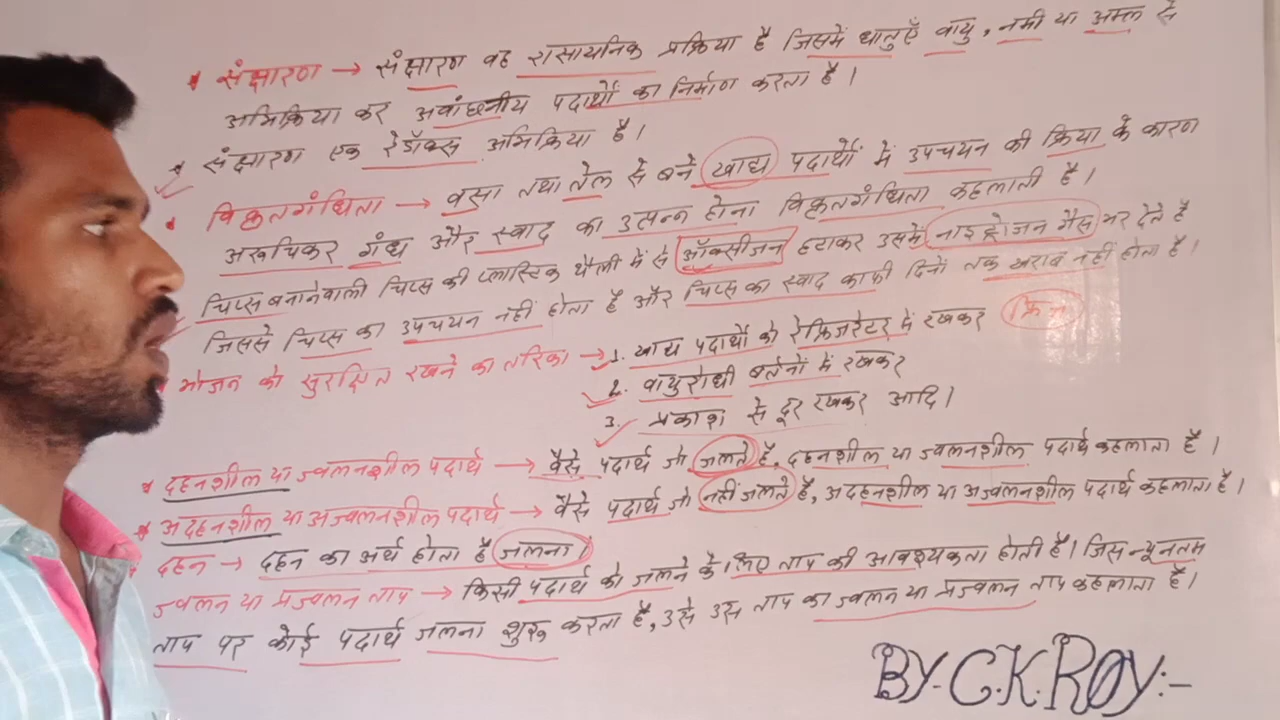 संक्षारण → संक्षारण वह रासायनिक प्रक्रिया है जिसमें धातुएँ वायु, नमी या अम्ल से
अभिक्रिया कर अवांछनीय पदार्थों का निर्माण करता है।
संक्षारण एक रेडॉक्स अभिक्रिया है।
विकृतगंधिता → वसा तथा तेल से बने खाद्य पदार्थों में उपचयन की क्रिया के कारण
अरुचिकर गंध और स्वाद का उत्पन्न होना विकृतगंधिता कहलाती है।
चिप्स बनानेवाली चिप्स की प्लास्टिक थैली में से ऑक्सीजन हटाकर उसमें नाइट्रोजन गैस भर देते है
जिससे चिप्स का उपचयन नहीं होता है और चिप्स का स्वाद काफी दिनों तक खराब नहीं होता है।
भोजन को सुरक्षित रखने का तरिका → 1. खाद्य पदार्थों को रेफ्रिजरेटर में रखकर फ्रिज
2. वायुरोधी बर्तनों में रखकर
3. प्रकाश से दूर रखकर आदि।
दहनशील या ज्वलनशील पदार्थ → वैसे पदार्थ जो जलते है, दहनशील या ज्वलनशील पदार्थ कहलाता है।
अदहनशील या अज्वलनशील पदार्थ → वैसे पदार्थ जो नहीं जलते है, अदहनशील या अज्वलनशील पदार्थ कहलाता है।
दहन → दहन का अर्थ होता है जलना।
ज्वलन या प्रज्वलन ताप → किसी पदार्थ को जलने के लिए ताप की आवश्यकता होती है। जिस न्यूनतम
ताप पर कोई पदार्थ जलना शुरू करता है, उसे उस ताप का ज्वलन या प्रज्वलन ताप कहलाता है।
BY. C.K. ROY:-